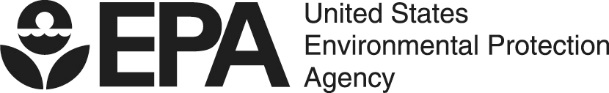 EPA
United States
Environmental Protection
Agency